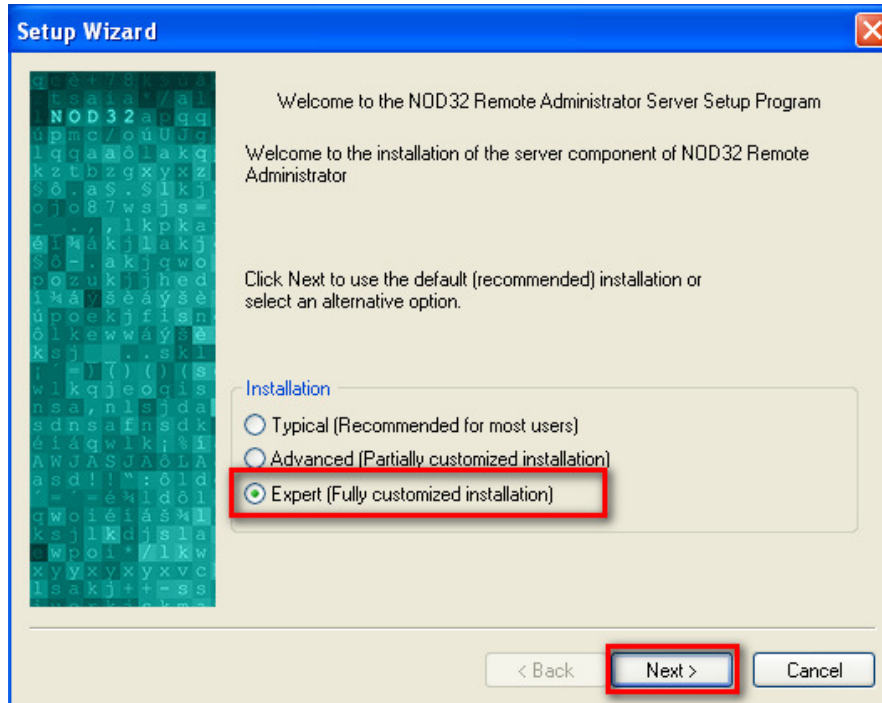 Setup Wizard
NOD32
Welcome to the NOD32 Remote Administrator Server Setup Program
Welcome to the installation of the server component of NOD32 Remote
Administrator
Click Next to use the default (recommended) installation or
select an alternative option.
Installation
Typical (Recommended for most users)
Advanced (Partially customized installation)
Expert (Fully customized installation)
< Back
Next >
Cancel